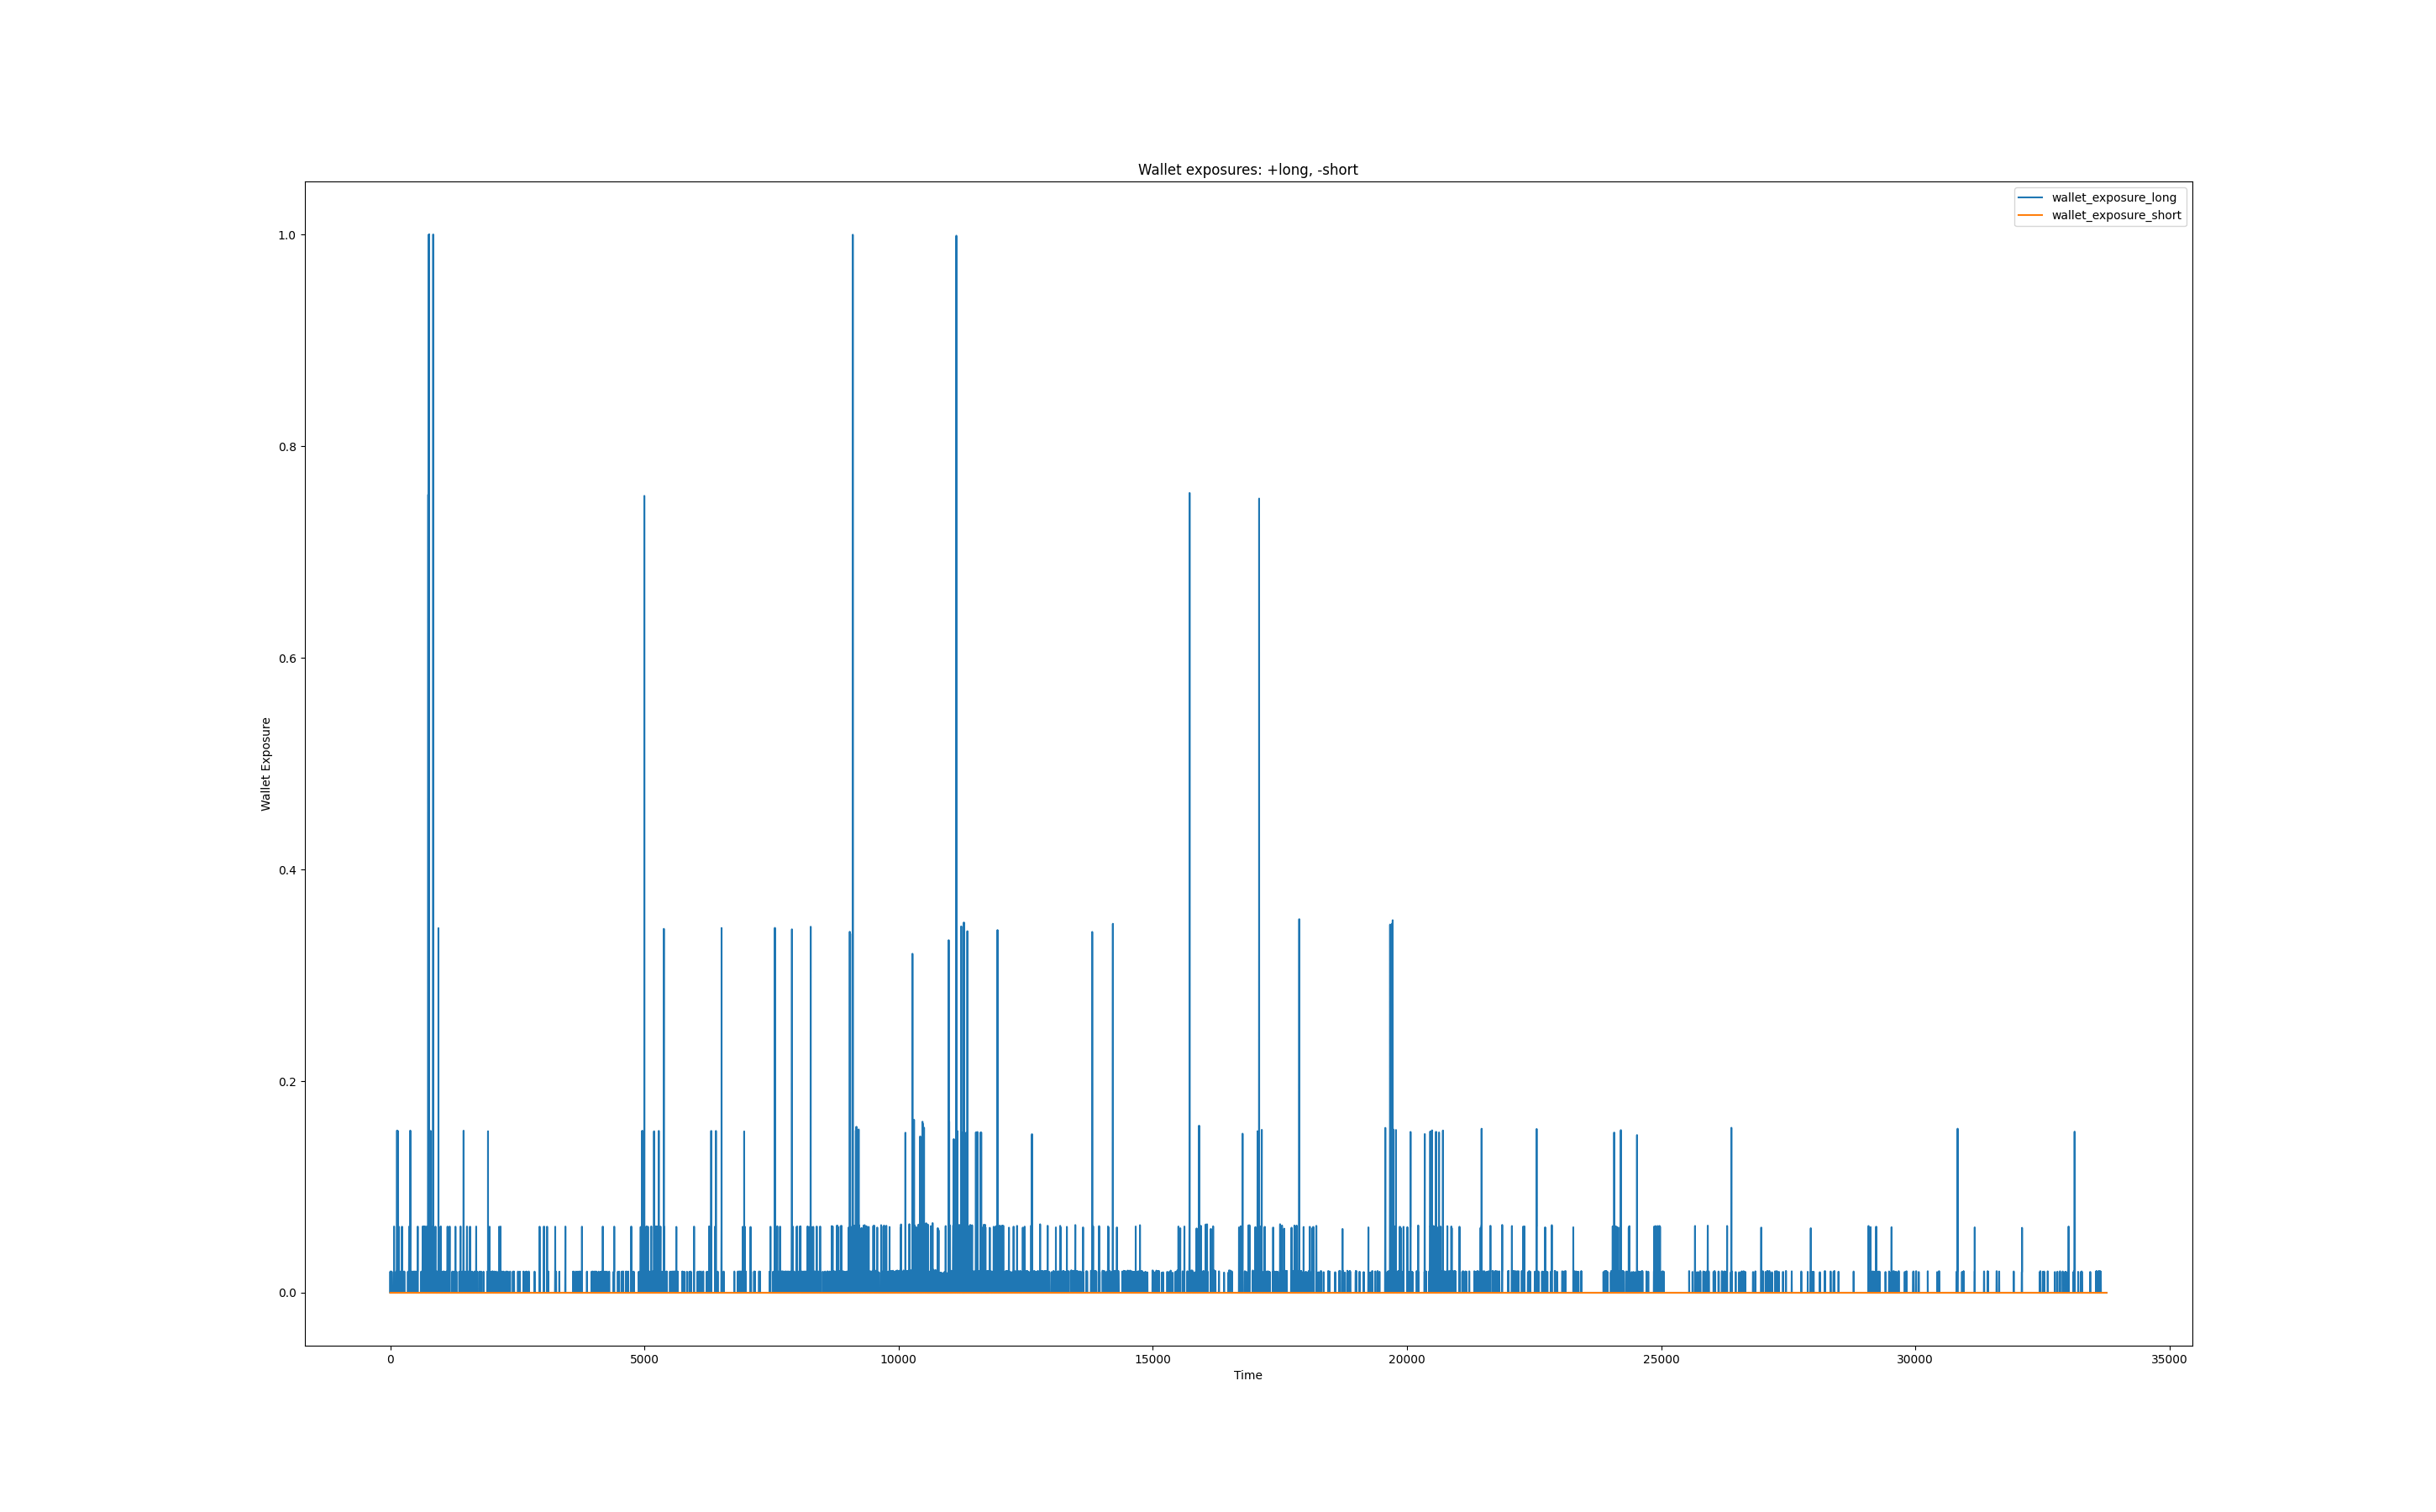 Wallet exposures: +long, -short
wallet_exposure_long
wallet_exposure_short
1.0
0.8
0.6
0.4
0.2
0.0
Wallet Exposure
0 5000 10000 15000 20000 25000 30000 35000
Time